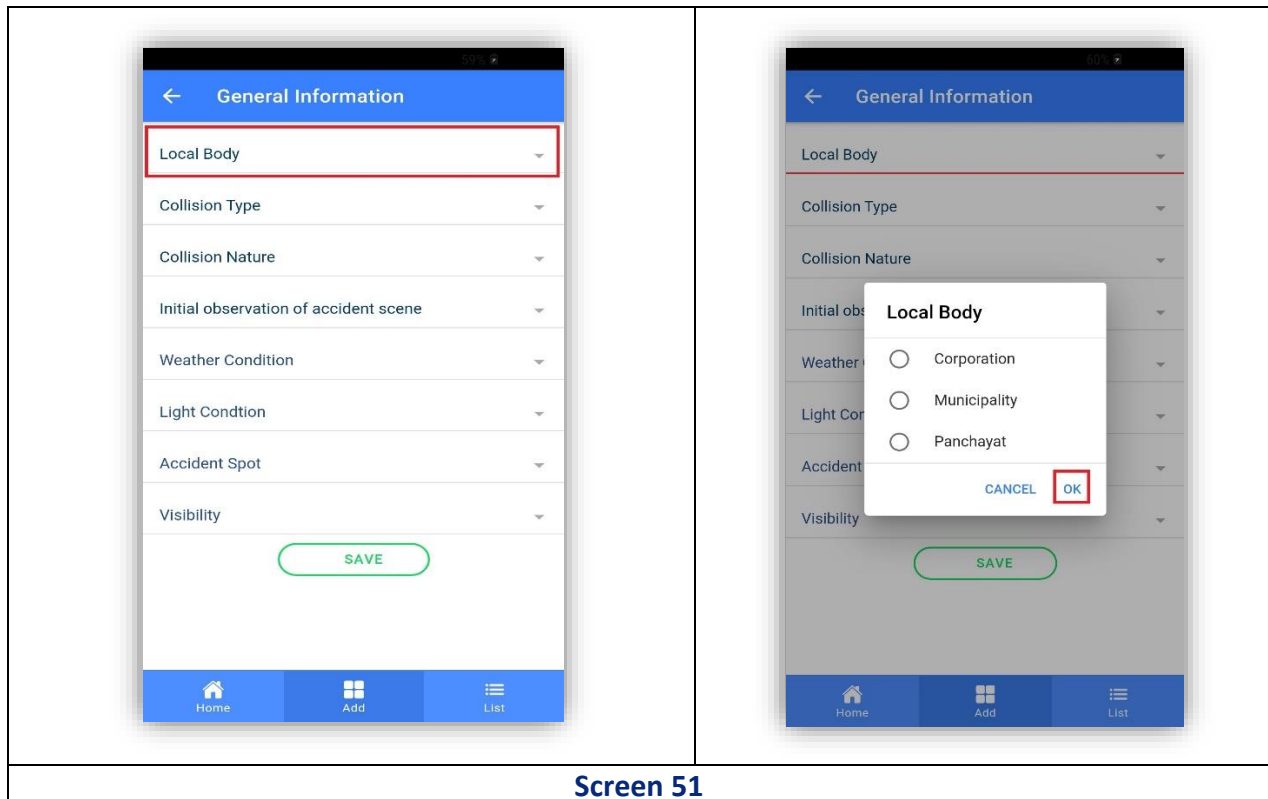 59%
General Information
Local Body
Collision Type
Collision Nature
Initial observation of accident scene
Weather Condition
Light Condtion
Accident Spot
Visibility
SAVE
Home Add List
60%
General Information
Local Body
Collision Type
Collision Nature
Initial obs
Local Body
Weather
Corporation
Municipality
Light Con
Panchayat
Accident
CANCEL OK
Visibility
SAVE
Home Add List
Screen 51